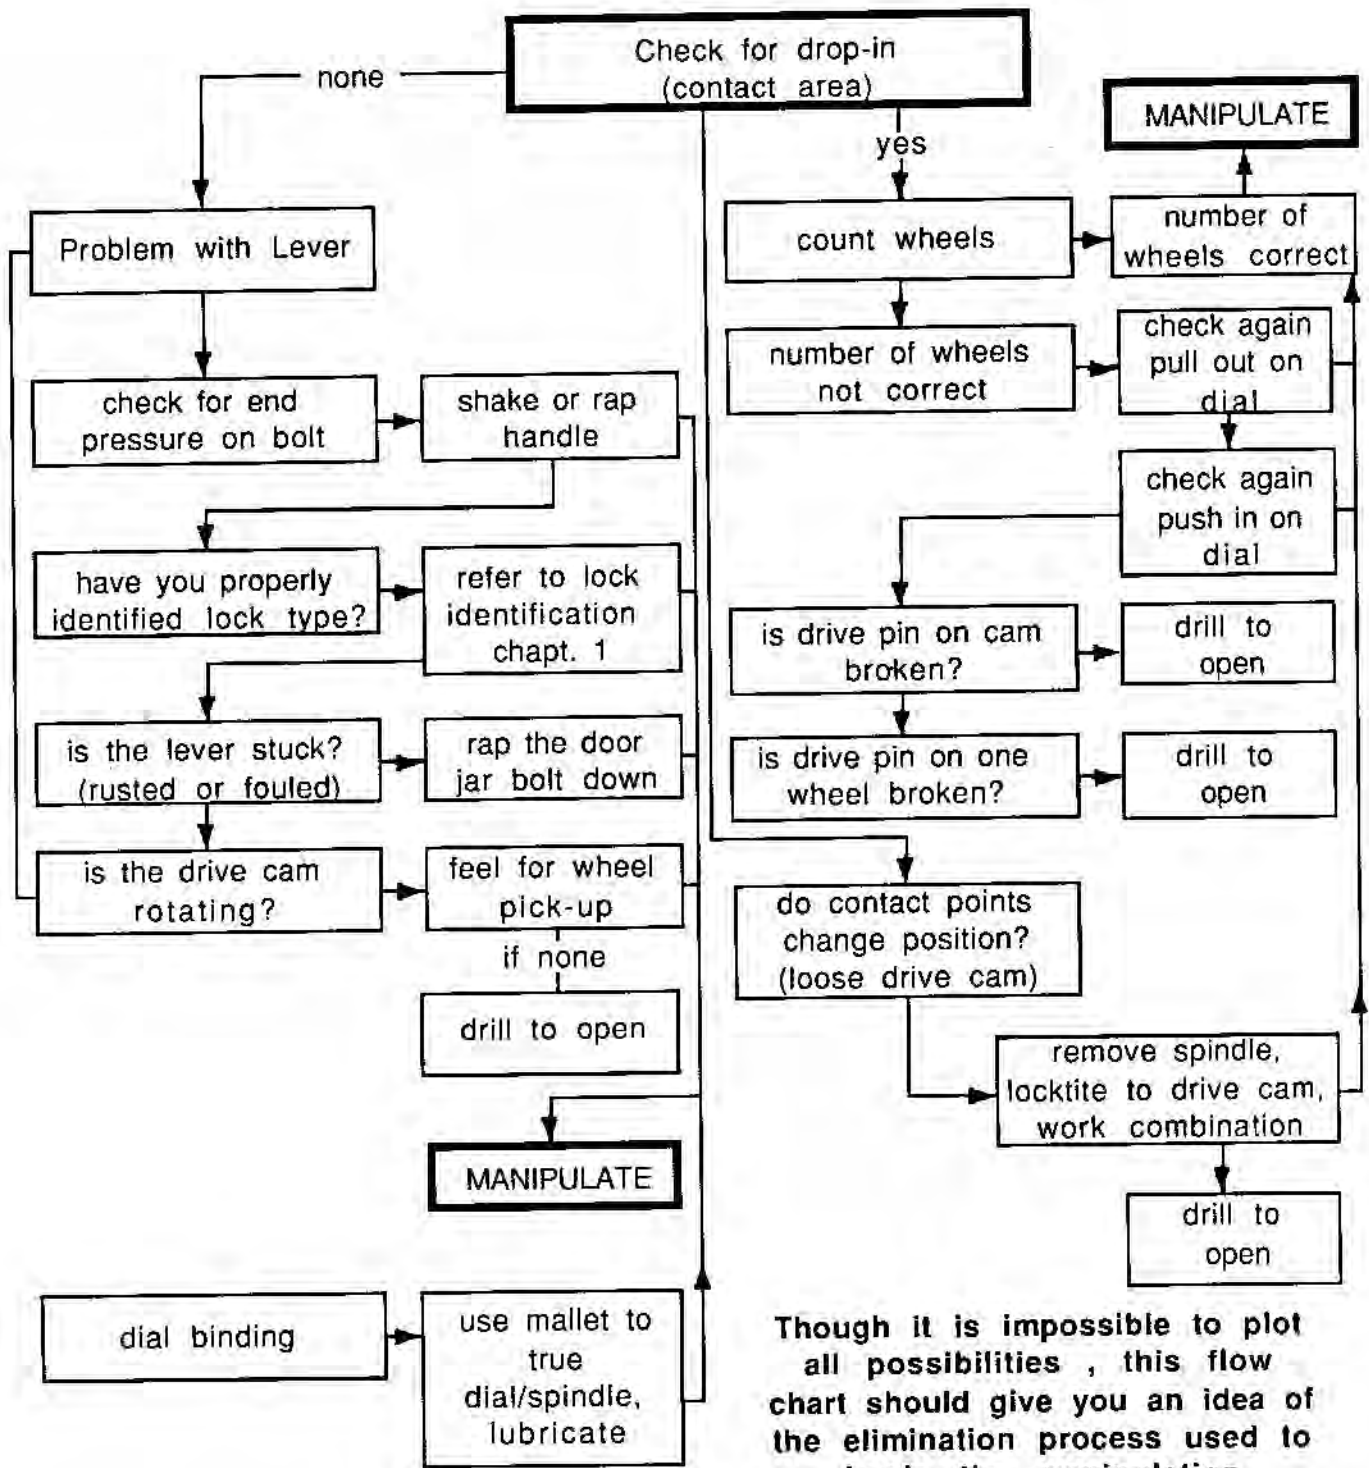 Check for drop-in
(contact area)
none
yes
MANIPULATE
Problem with Lever
count wheels
number of
wheels correct
check for end
pressure on bolt
shake or rap
handle
number of wheels
not correct
check again
pull out on
dial
check again
push in on
dial
have you properly
identified lock type?
refer to lock
identification
chapt. 1
is drive pin on cam
broken?
drill to
open
is the lever stuck?
(rusted or fouled)
rap the door
jar bolt down
is drive pin on one
wheel broken?
drill to
open
is the drive cam
rotating?
feel for wheel
pick-up
if none
drill to open
do contact points
change position?
(loose drive cam)
remove spindle,
locktite to drive cam,
work combination
drill to
open
MANIPULATE
dial binding
use mallet to
true
dial/spindle,
lubricate
Though it is impossible to plot
all possibilities , this flow
chart should give you an idea of
the elimination process used to